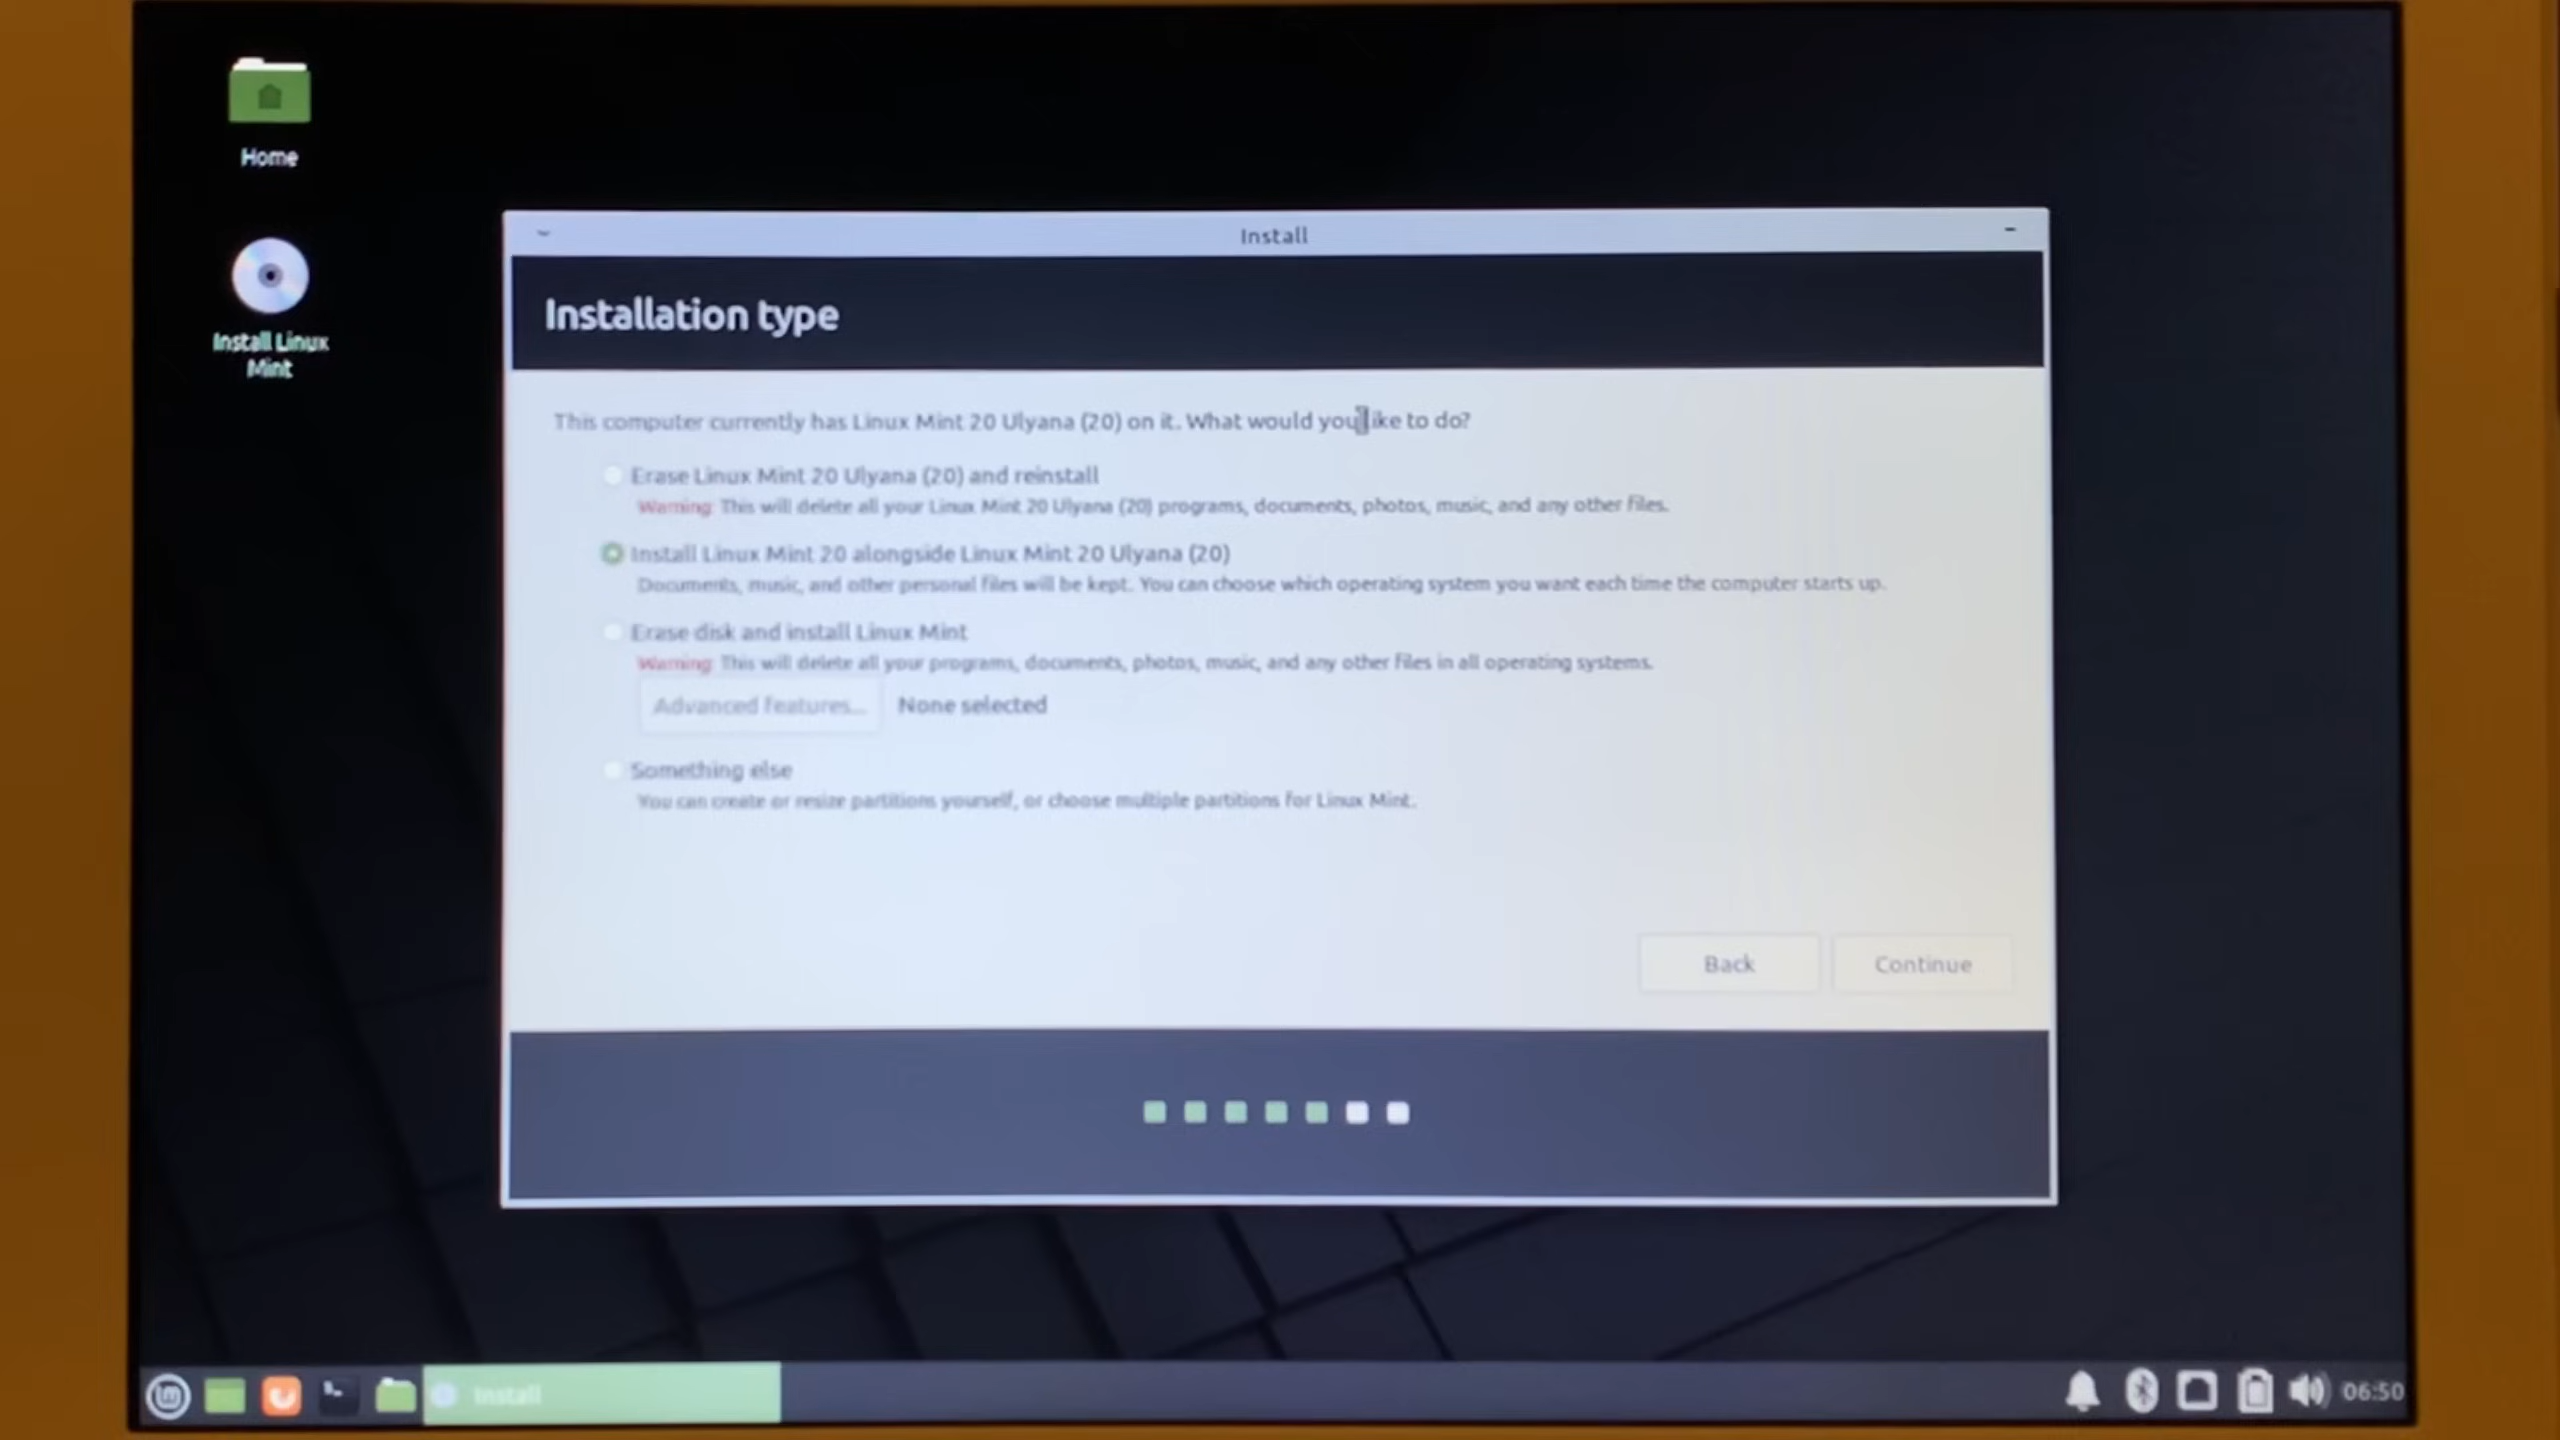 Home
Install Linux
Mint
Install
Installation type
This computer currently has Linux Mint 20 Ulyana (20) on it. What would you like to do?
Erase Linux Mint 20 Ulyana (20) and reinstall
Warning: This will delete all your Linux Mint 20 Ulyana (20) programs, documents, photos, music, and any other files.
Install Linux Mint 20 alongside Linux Mint 20 Ulyana (20)
Documents, music, and other personal files will be kept. You can choose which operating system you want each time the computer starts up.
Erase disk and install Linux Mint
Warning: This will delete all your programs, documents, photos, music, and any other files in all operating systems.
Advanced features... None selected
Something else
You can create or resize partitions yourself, or choose multiple partitions for Linux Mint.
Back Continue
Install
06:50